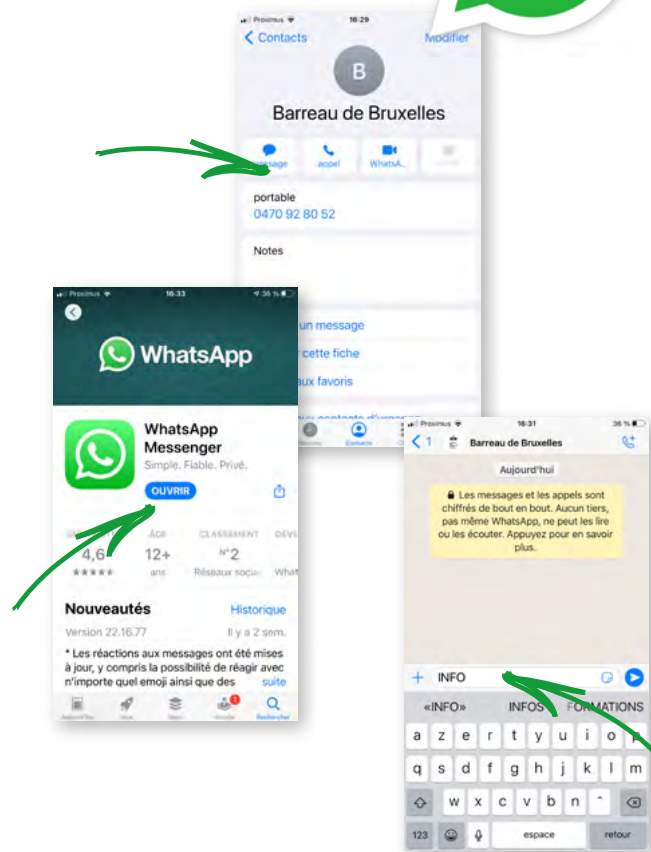 Proximus 16:29
Contacts Modifier
B
Barreau de Bruxelles
message appel WhatsA...
portable
0470 92 80 52
Notes
un message
cette fiche
aux favoris
Contacts
Proximus 16:33 36 %
WhatsApp
WhatsApp
Messenger
Simple. Fiable. Privé.
OUVRIR
ÂGE CLASSEMENT DÉVE
4,6 12+ N°2
★★★★★ ans Réseaux socia What
Nouveautés Historique
Version 22.16.77 Il y a 2 sem.
* Les réactions aux messages ont été mises
à jour, y compris la possibilité de réagir avec
n'importe quel emoji ainsi que des suite
1
Rechercher
Proximus 16:31 36 %
1 Barreau de Bruxelles
Aujourd'hui
Les messages et les appels sont
chiffrés de bout en bout. Aucun tiers,
pas même WhatsApp, ne peut les lire
ou les écouter. Appuyez pour en savoir
plus.
+ INFO
«INFO» INFOS FORMATIONS
a z e r t y u i o p
q s d f g h j k l m
w x c v b n ^
123 espace retour